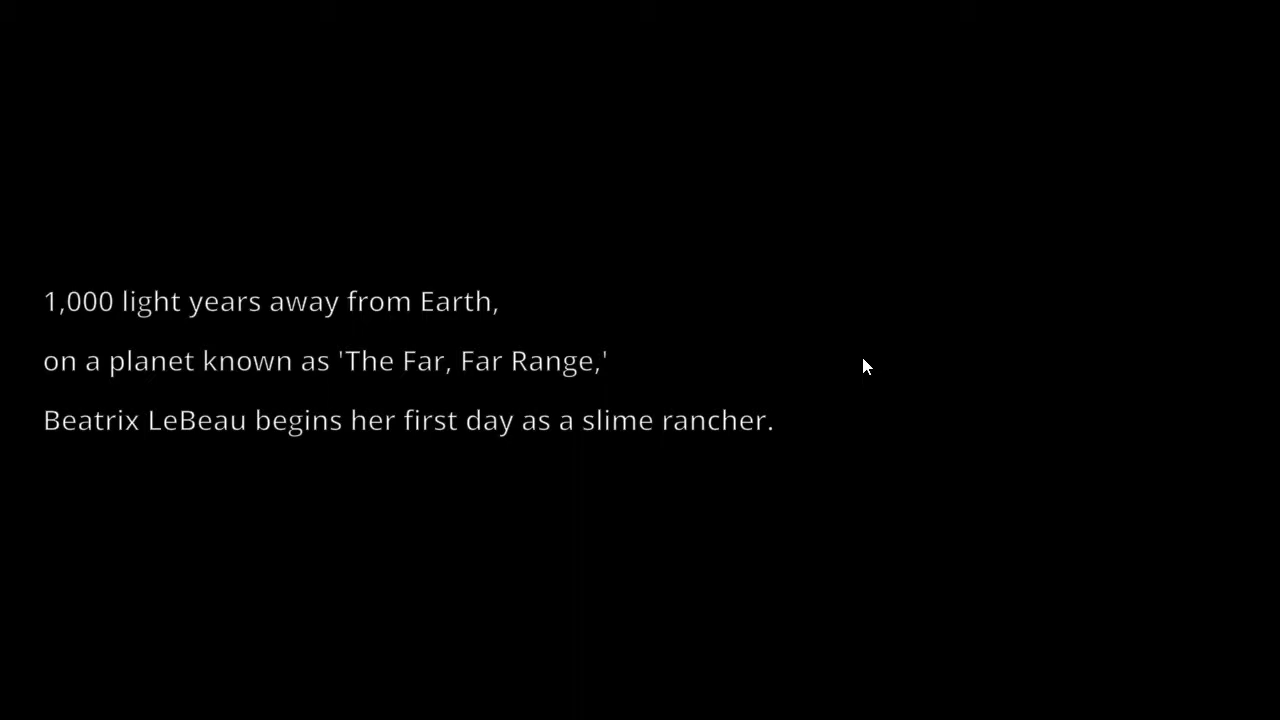 1,000 light years away from Earth,
on a planet known as 'The Far, Far Range,'
Beatrix LeBeau begins her first day as a slime rancher.